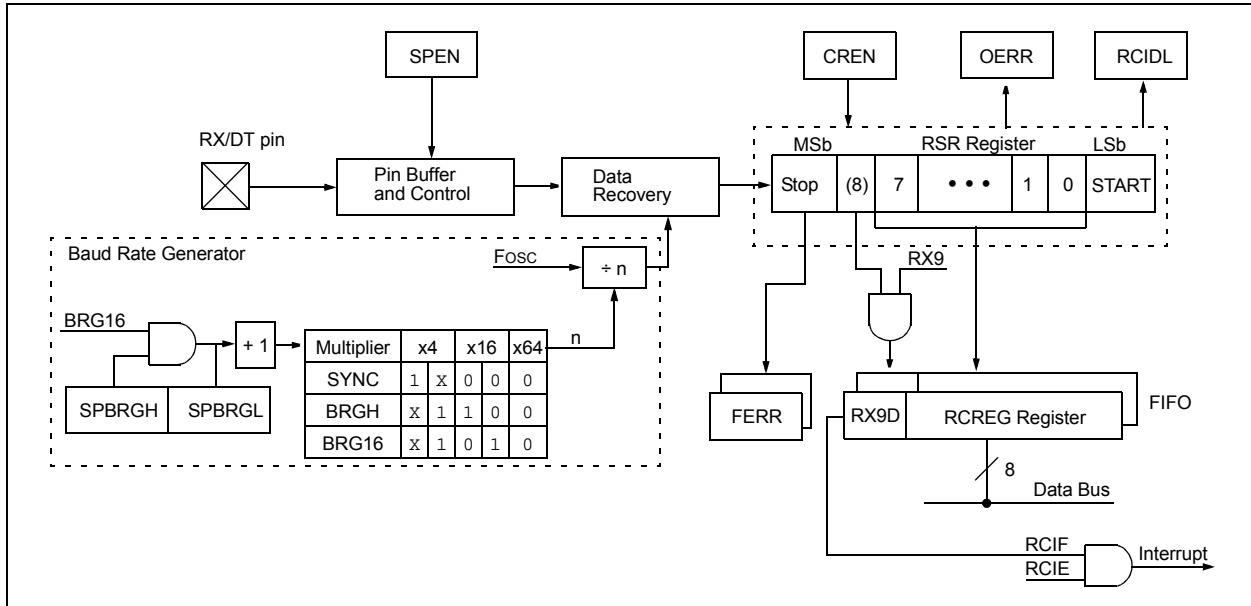 SPEN
CREN
OERR
RCIDL
RX/DT pin
Pin Buffer
and Control
Data
Recovery
MSb
RSR Register
LSb
Stop (8) 7 • • • 1 0 START
Baud Rate Generator
FOSC
÷ n
RX9
BRG16
+ 1
n
SPBRGH SPBRGL
Multiplier x4 x16 x64
SYNC 1 X 0 0 0
BRGH X 1 1 0 0
BRG16 X 1 0 1 0
FERR
RX9D RCREG Register
FIFO
8
Data Bus
RCIF
RCIE
Interrupt